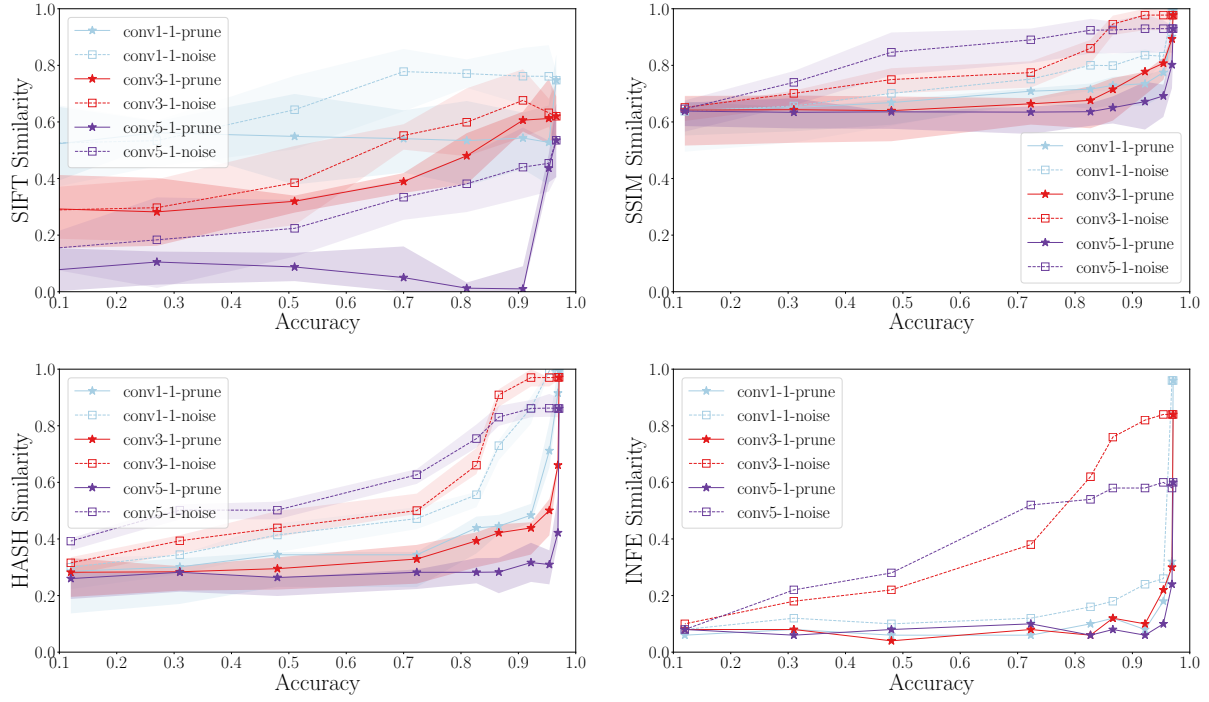 1.0
0.8
0.6
0.4
0.2
0.0
SIFT Similarity
conv1-1-prune
conv1-1-noise
conv3-1-prune
conv3-1-noise
conv5-1-prune
conv5-1-noise
0.1 0.2 0.3 0.4 0.5 0.6 0.7 0.8 0.9 1.0
Accuracy
1.0
0.8
0.6
0.4
0.2
0.0
SSIM Similarity
conv1-1-prune
conv1-1-noise
conv3-1-prune
conv3-1-noise
conv5-1-prune
conv5-1-noise
0.1 0.2 0.3 0.4 0.5 0.6 0.7 0.8 0.9 1.0
Accuracy
1.0
0.8
0.6
0.4
0.2
0.0
HASH Similarity
conv1-1-prune
conv1-1-noise
conv3-1-prune
conv3-1-noise
conv5-1-prune
conv5-1-noise
0.1 0.2 0.3 0.4 0.5 0.6 0.7 0.8 0.9 1.0
Accuracy
1.0
0.8
0.6
0.4
0.2
0.0
INFE Similarity
conv1-1-prune
conv1-1-noise
conv3-1-prune
conv3-1-noise
conv5-1-prune
conv5-1-noise
0.1 0.2 0.3 0.4 0.5 0.6 0.7 0.8 0.9 1.0
Accuracy